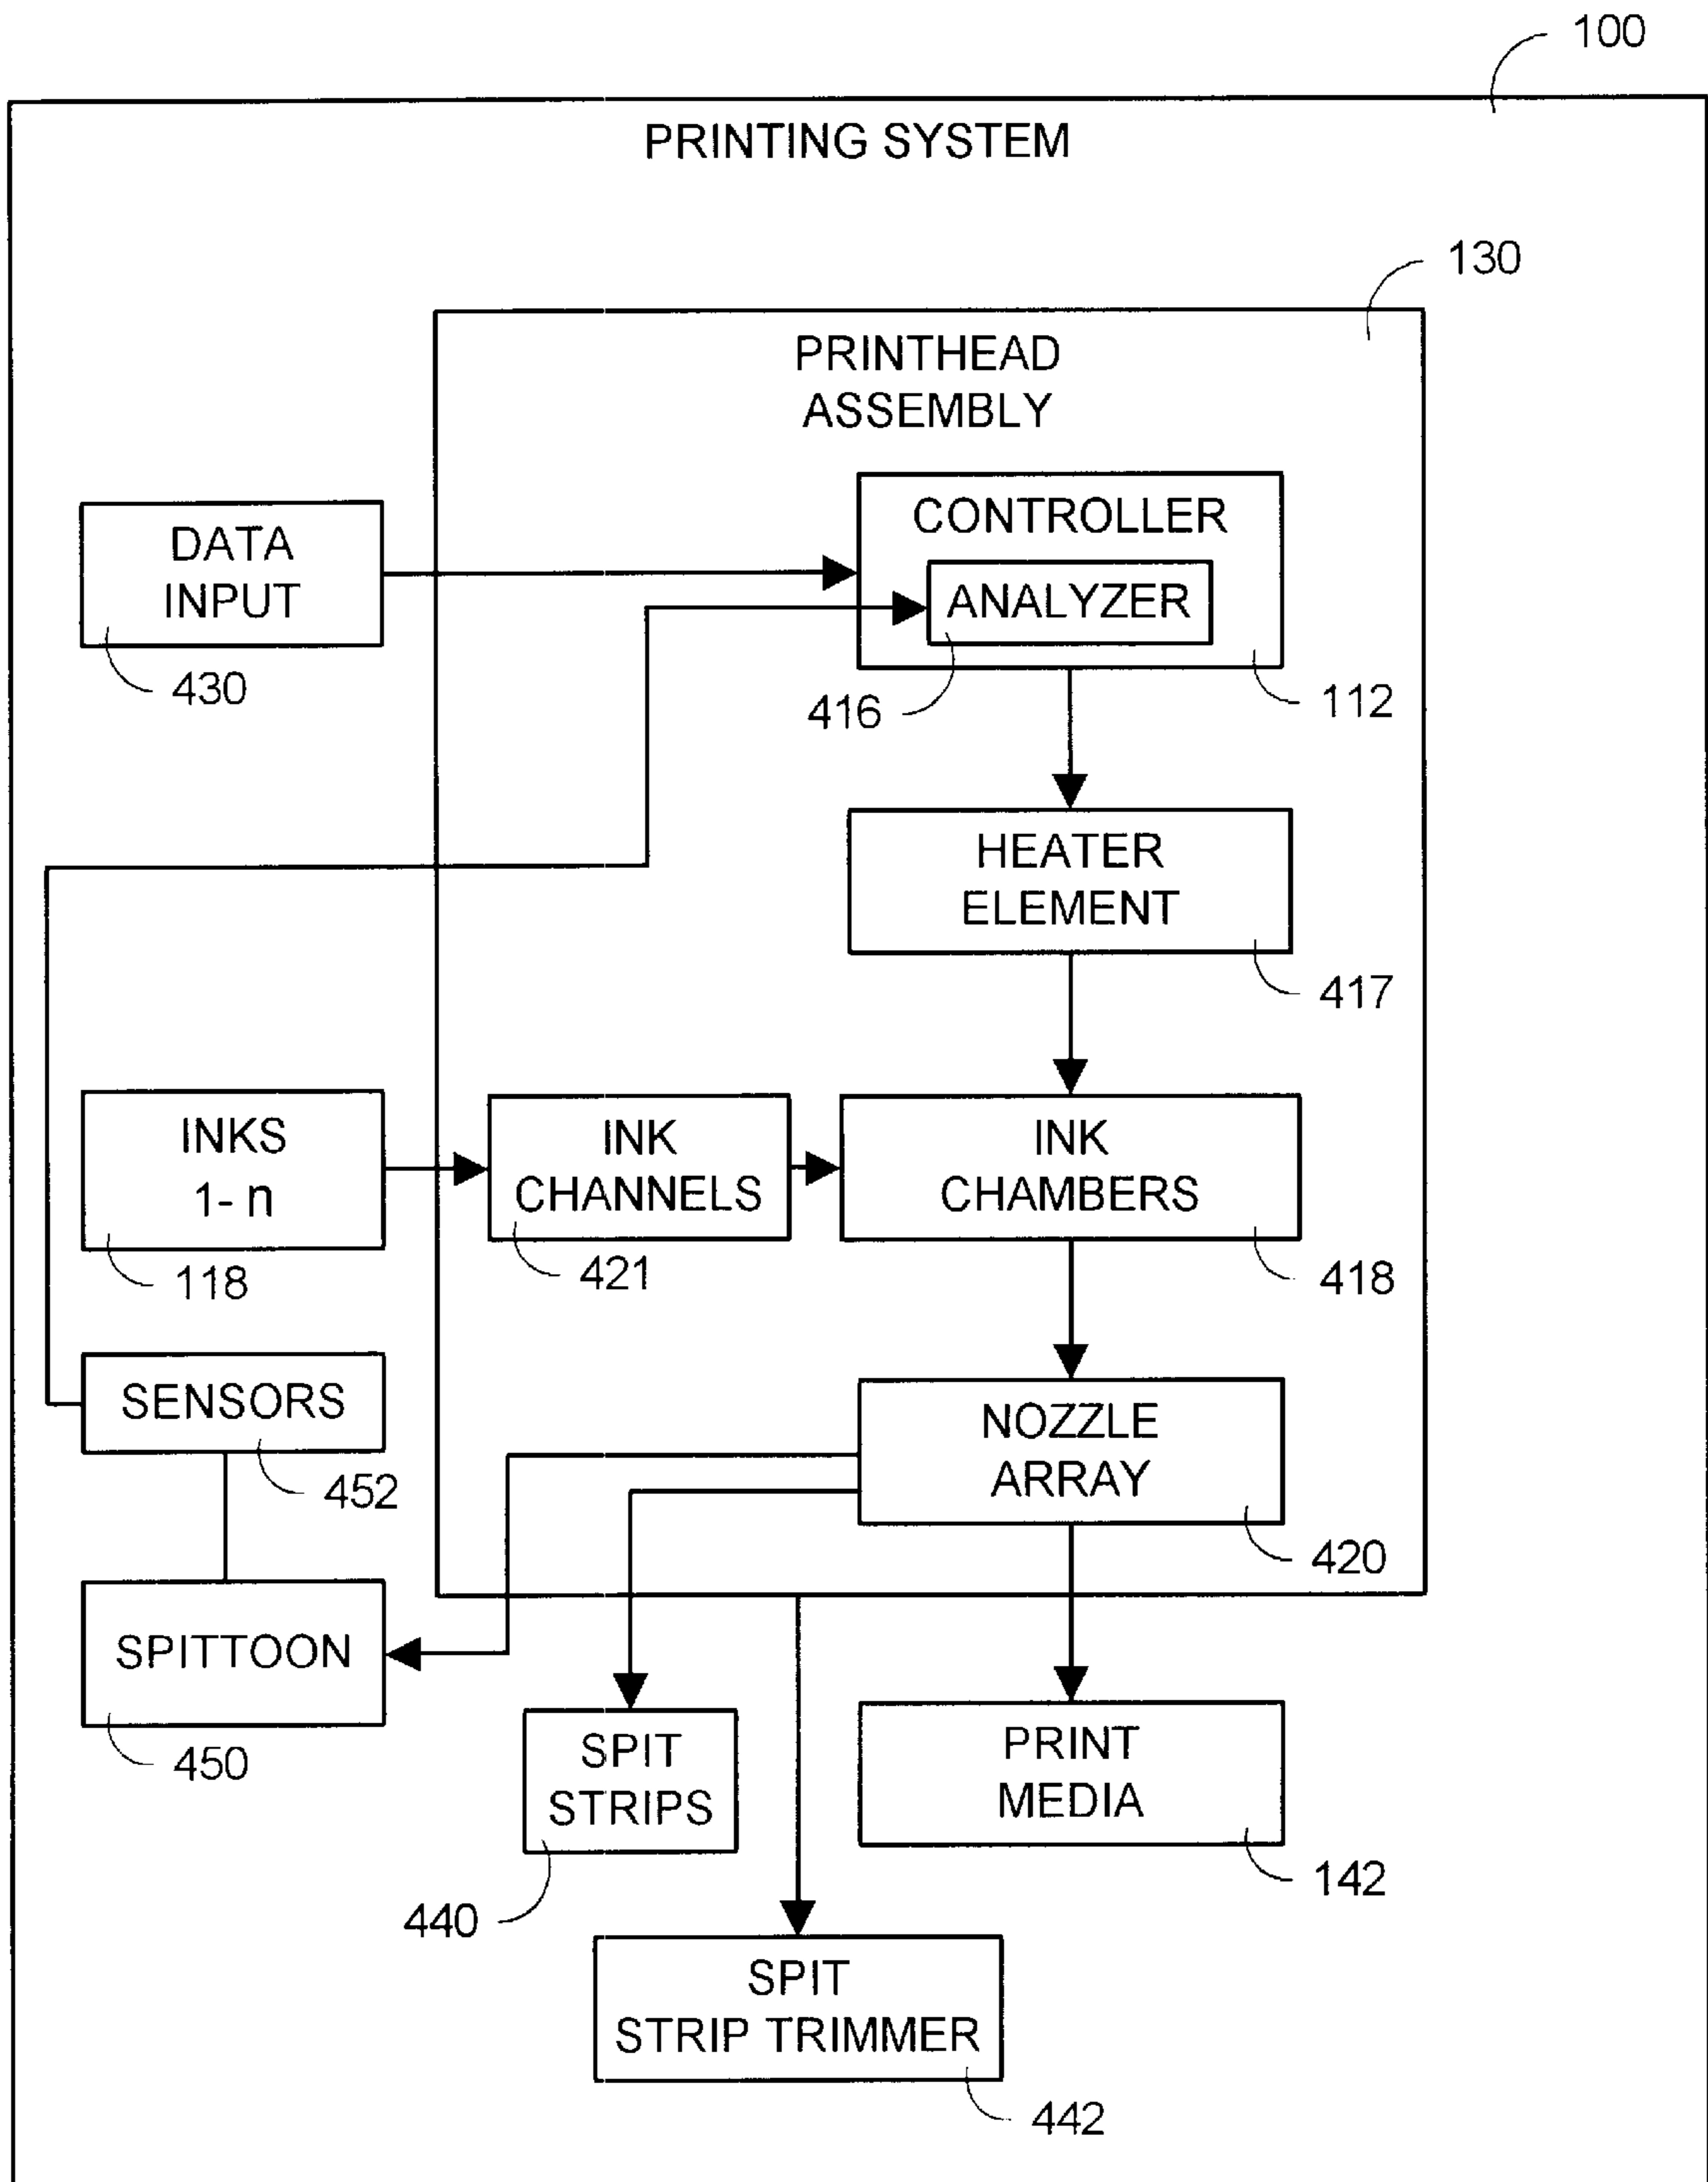 100
PRINTING SYSTEM
130
PRINTHEAD
ASSEMBLY
CONTROLLER
DATA
INPUT
ANALYZER
430
416
112
HEATER
ELEMENT
417
INKS
1- n
INK
CHANNELS
INK
CHAMBERS
118
421
418
SENSORS
NOZZLE
ARRAY
452
420
SPITTOON
450
SPIT
STRIPS
PRINT
MEDIA
440
142
SPIT
STRIP TRIMMER
442